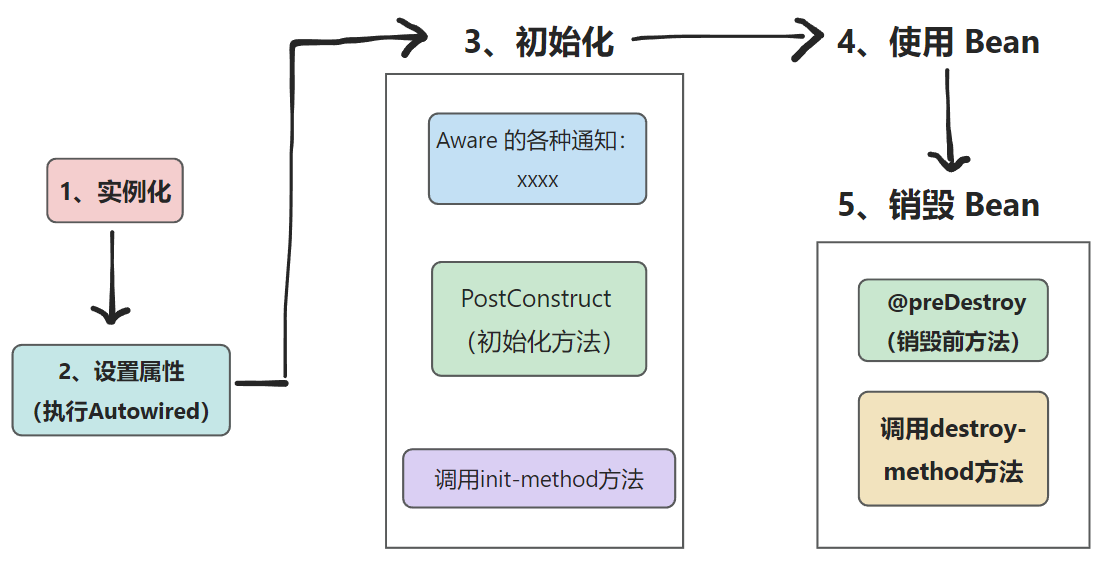 1、实例化
2、设置属性
（执行Autowired）
3、初始化
Aware 的各种通知：
xxxx
PostConstruct
（初始化方法）
调用init-method方法
4、使用 Bean
5、销毁 Bean
@preDestroy
（销毁前方法）
调用destroy-
method方法